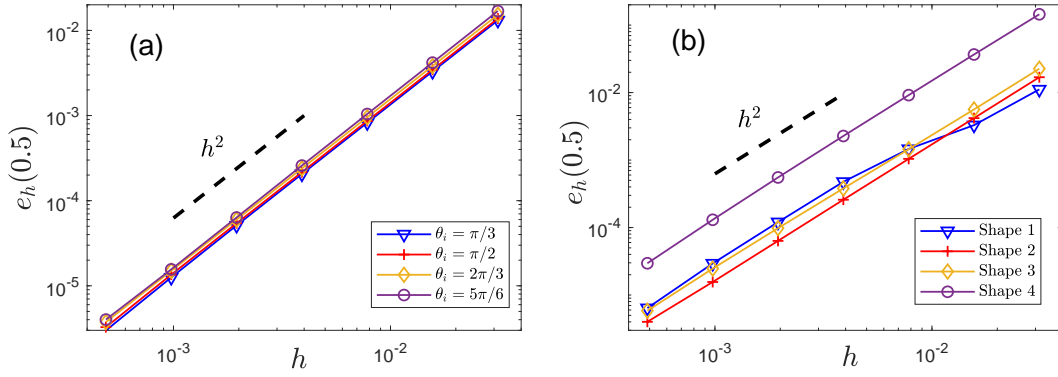 (a)
e_h(0.5)
10^{-2}
10^{-3}
10^{-4}
10^{-5}
h^2
θ_i = π/3
θ_i = π/2
θ_i = 2π/3
θ_i = 5π/6
10^{-3}
10^{-2}
h
(b)
e_h(0.5)
10^{-2}
10^{-4}
h^2
Shape 1
Shape 2
Shape 3
Shape 4
10^{-3}
10^{-2}
h